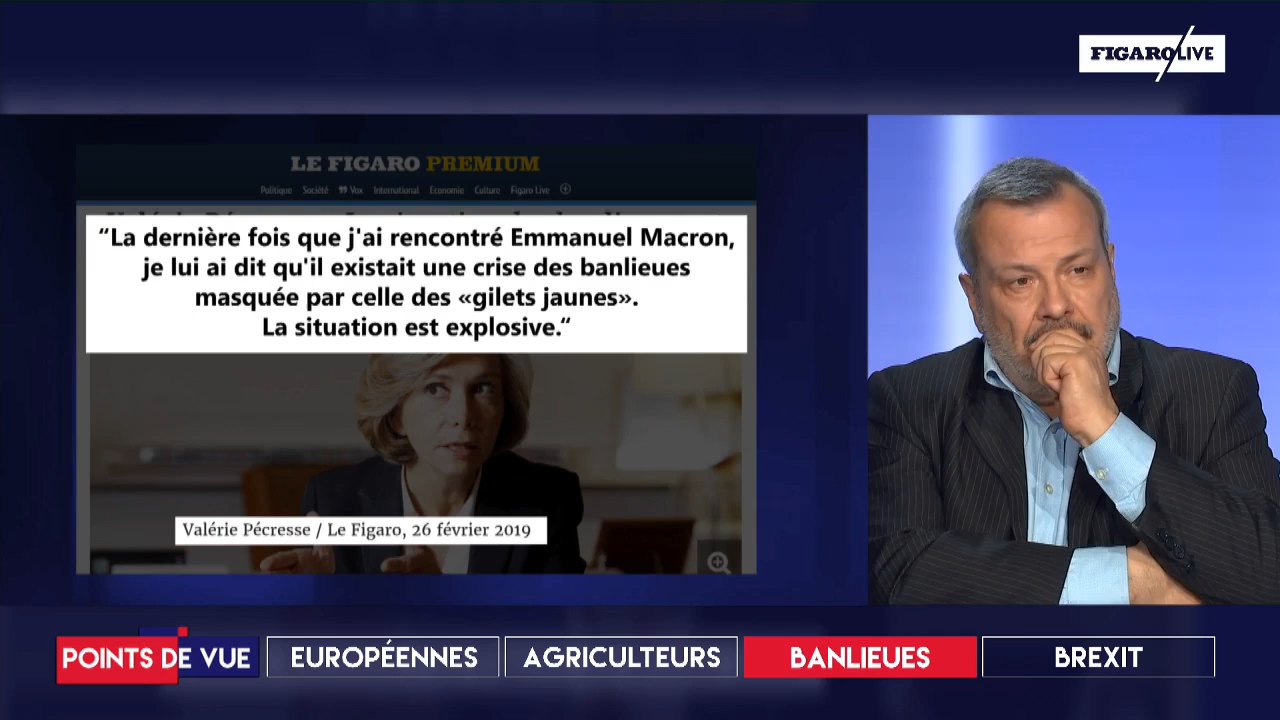 FIGARO LIVE
LE FIGARO PREMIUM
Politique Société Vox International Economie Culture Figaro Live
“La dernière fois que j'ai rencontré Emmanuel Macron,
je lui ai dit qu'il existait une crise des banlieues
masquée par celle des «gilets jaunes».
La situation est explosive.“
Valérie Pécresse / Le Figaro, 26 février 2019
POINTS DE VUE EUROPÉENNES AGRICULTEURS BANLIEUES BREXIT